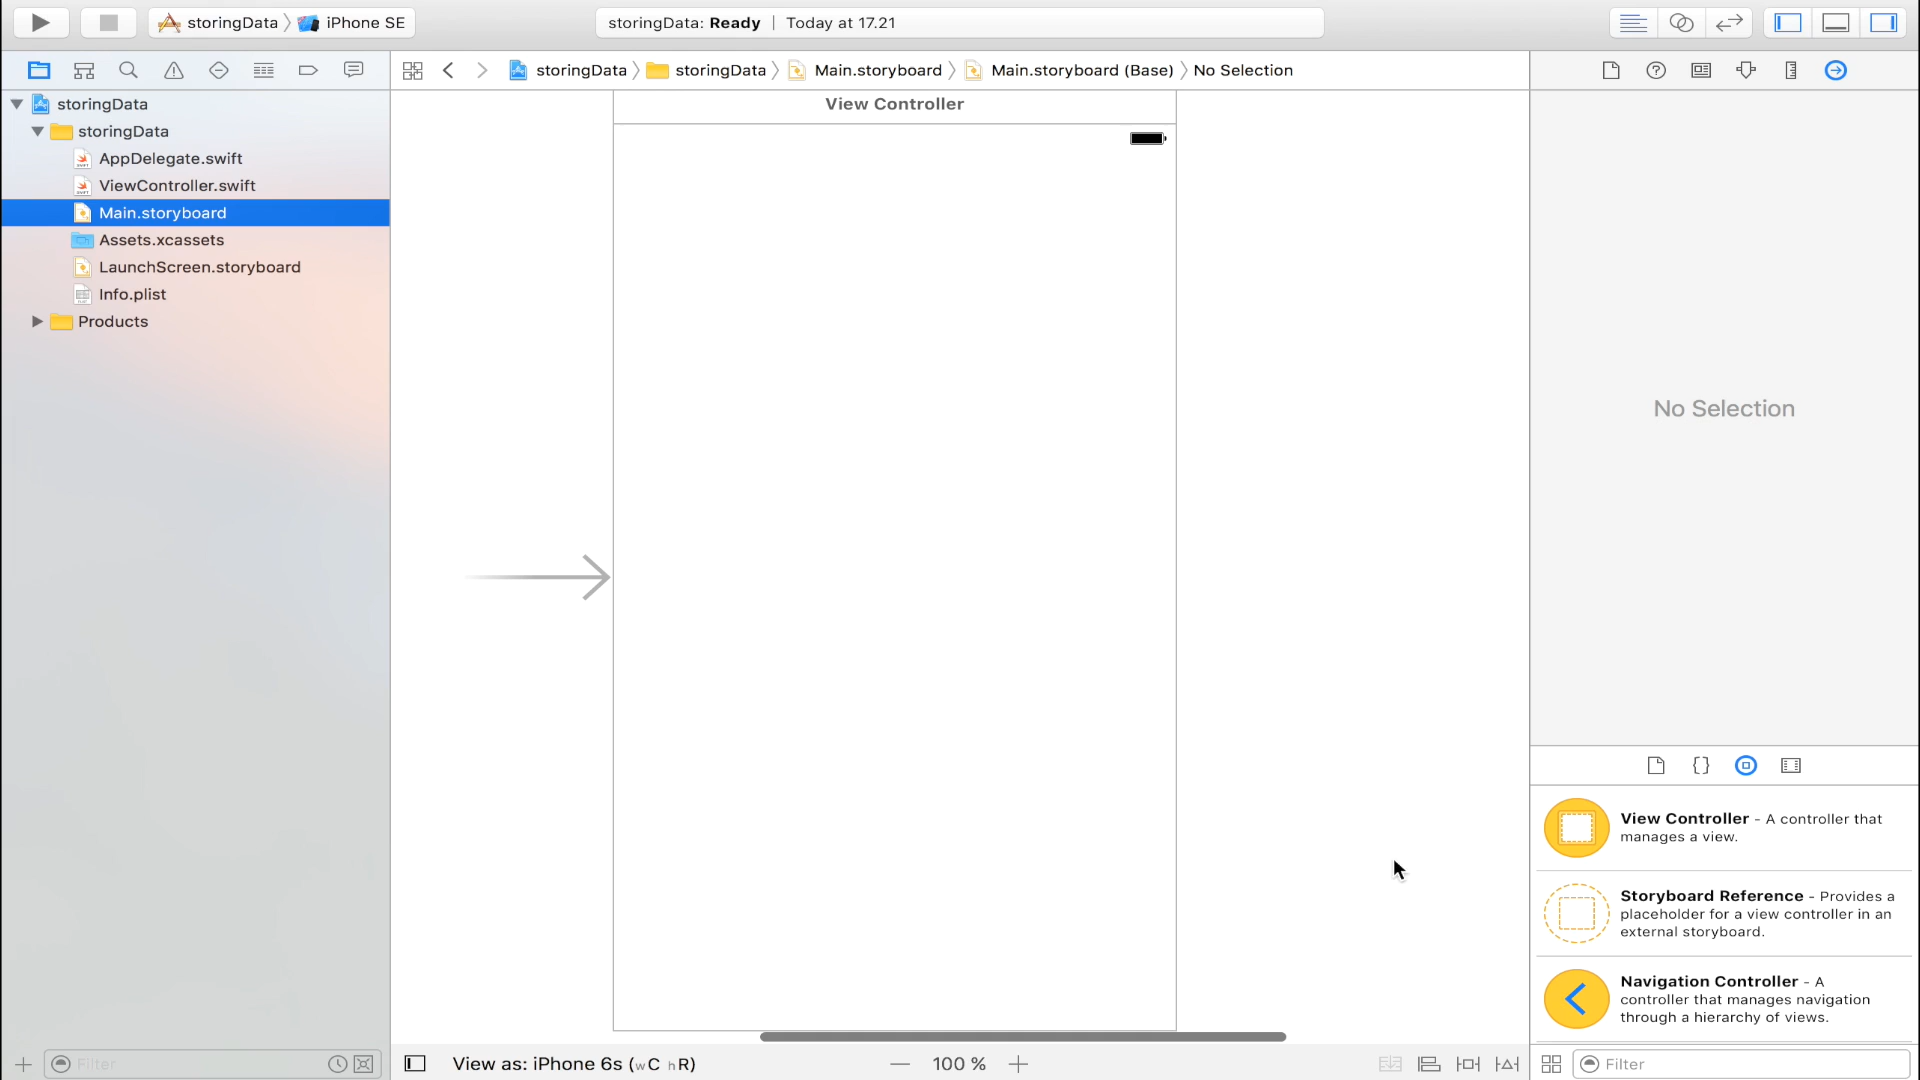 storingData iPhone SE
storingData: Ready | Today at 17.21
storingData storingData Main.storyboard Main.storyboard (Base) No Selection
storingData
storingData
AppDelegate.swift
ViewController.swift
Main.storyboard
Assets.xcassets
LaunchScreen.storyboard
Info.plist
Products
Filter
View Controller
View as: iPhone 6s (wC hR)
100 %
No Selection
View Controller - A controller that
manages a view.
Storyboard Reference - Provides a
placeholder for a view controller in an
external storyboard.
Navigation Controller - A
controller that manages navigation
through a hierarchy of views.
Filter